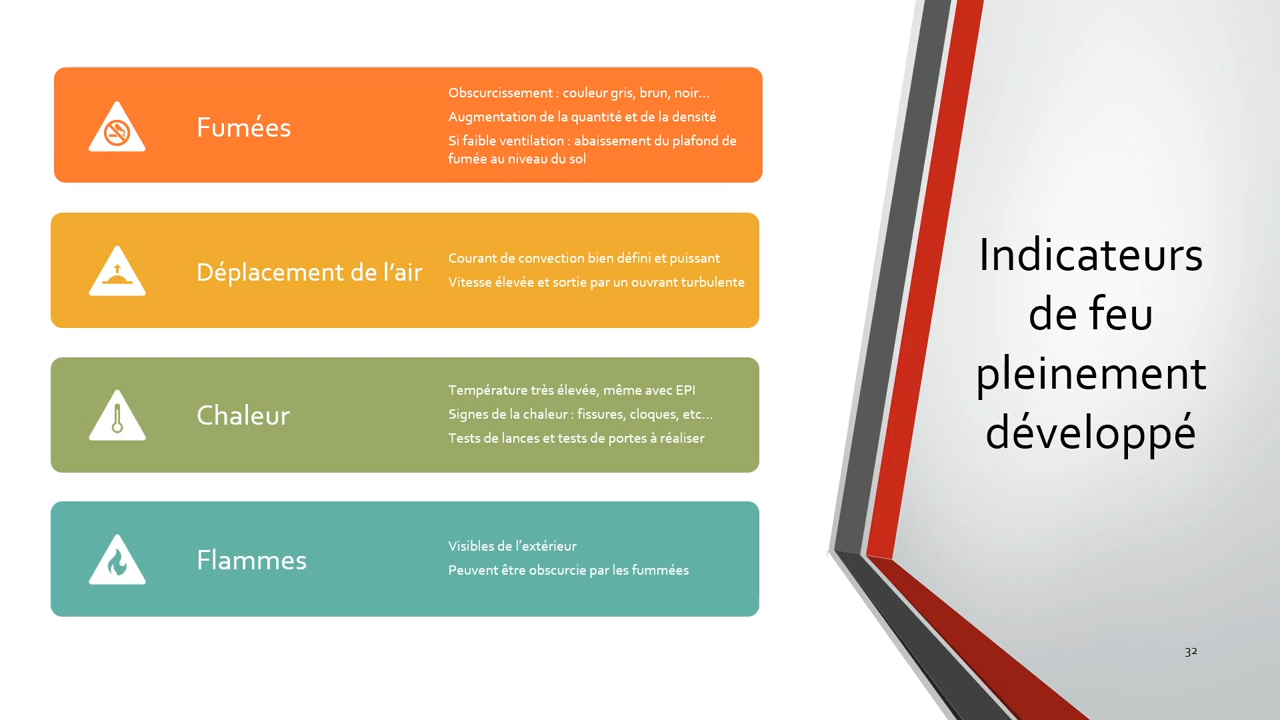 Fumées
Obscurcissement : couleur gris, brun, noir...
Augmentation de la quantité et de la densité
Si faible ventilation : abaissement du plafond de
fumée au niveau du sol
Déplacement de l'air
Courant de convection bien défini et puissant
Vitesse élevée et sortie par un ouvrant turbulente
Chaleur
Température très élevée, même avec EPI
Signes de la chaleur : fissures, cloques, etc...
Tests de lances et tests de portes à réaliser
Flammes
Visibles de l'extérieur
Peuvent être obscurcie par les fummées
Indicateurs
de feu
pleinement
développé
32